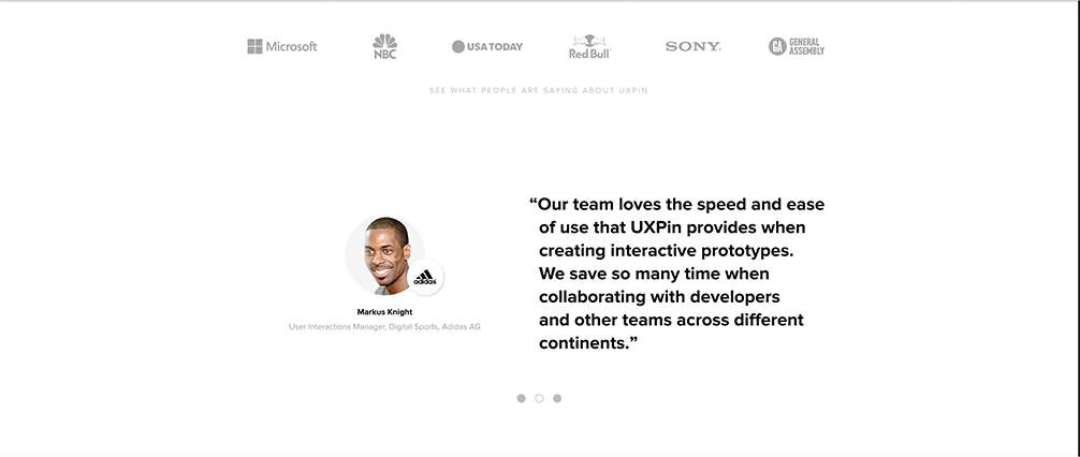 Microsoft
NBC
USA TODAY
Red Bull
SONY
GA GENERAL
ASSEMBLY
SEE WHAT PEOPLE ARE SAYING ABOUT UXPIN
“Our team loves the speed and ease
of use that UXPin provides when
creating interactive prototypes.
We save so many time when
collaborating with developers
and other teams across different
continents.”
adidas
Markus Knight
User Interactions Manager, Digital Sports, Adidas AG